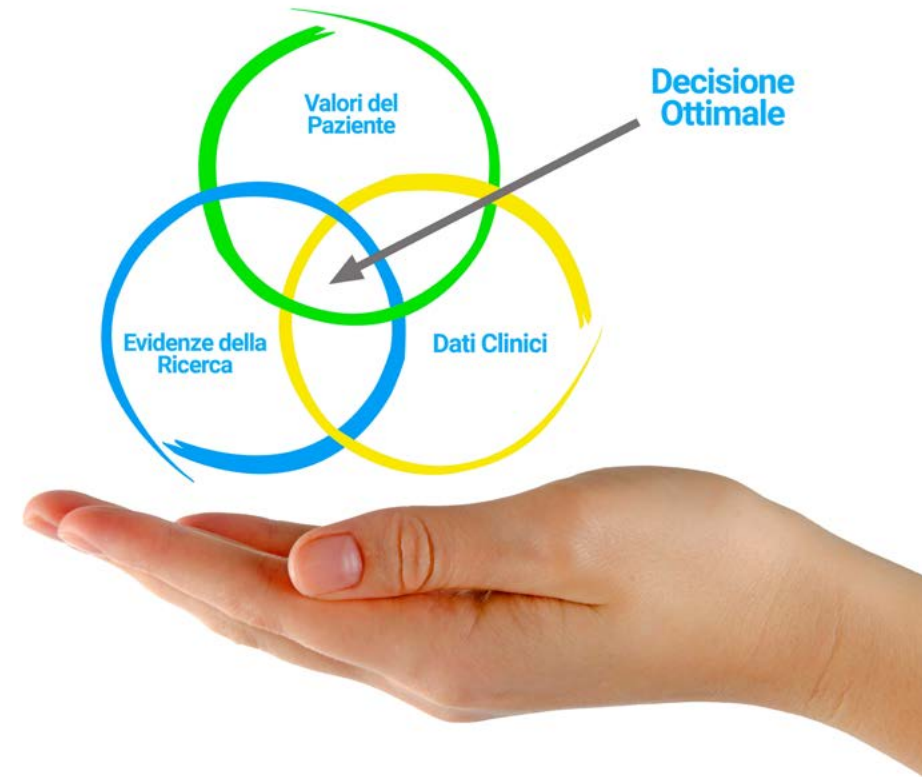 Decisione
Ottimale
Valori del
Paziente
Evidenze della
Ricerca
Dati Clinici